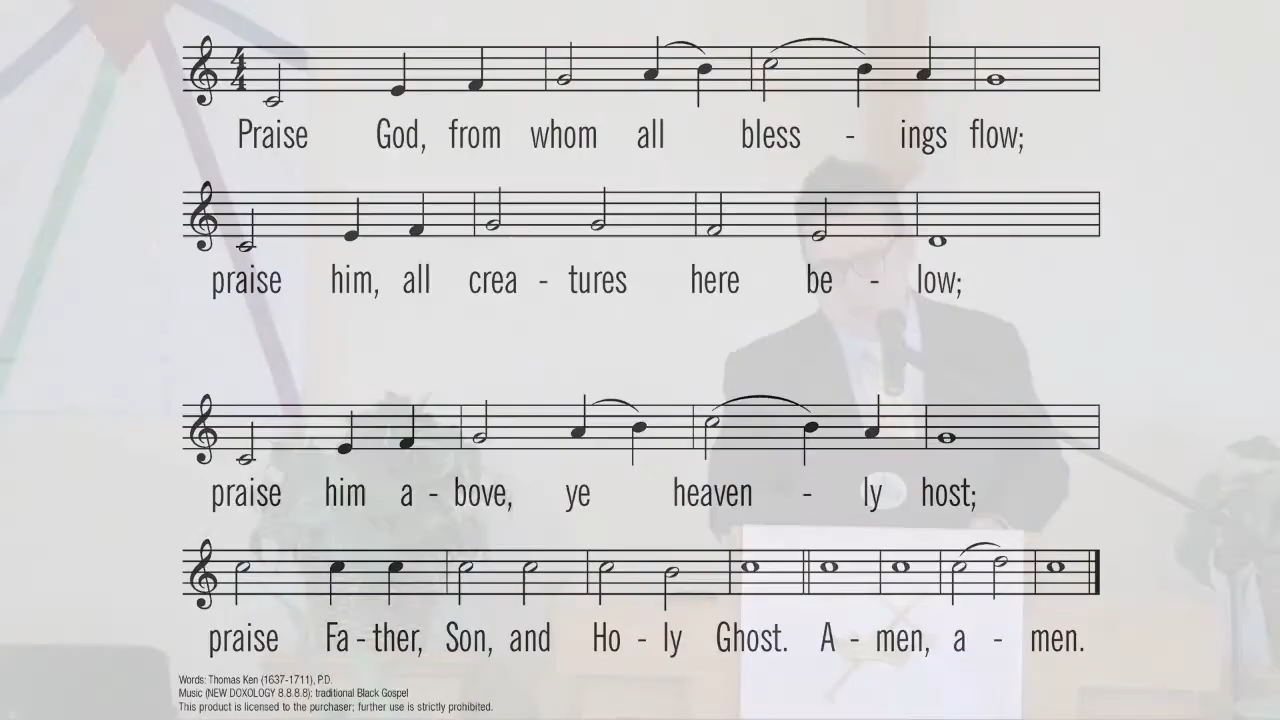 4
4
Praise God, from whom all bless - ings flow;
praise him, all crea - tures here be - low;
praise him a - bove, ye heaven - ly host;
praise Fa - ther, Son, and Ho - ly Ghost. A - men, a - men.
Words: Thomas Ken (1637-1711), P.D.
Music (NEW DOXOLOGY 8.8.8.8): traditional Black Gospel
This product is licensed to the purchaser; further use is strictly prohibited.